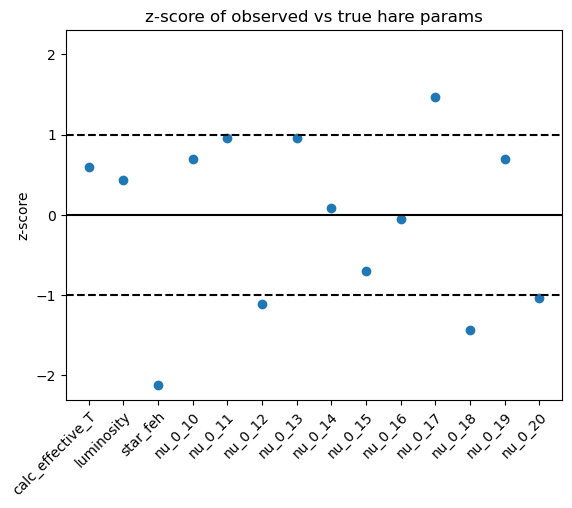 z-score of observed vs true hare params
z-score
2
1
0
−1
−2
calc_effective_T
luminosity
star_feh
nu_0_10
nu_0_11
nu_0_12
nu_0_13
nu_0_14
nu_0_15
nu_0_16
nu_0_17
nu_0_18
nu_0_19
nu_0_20